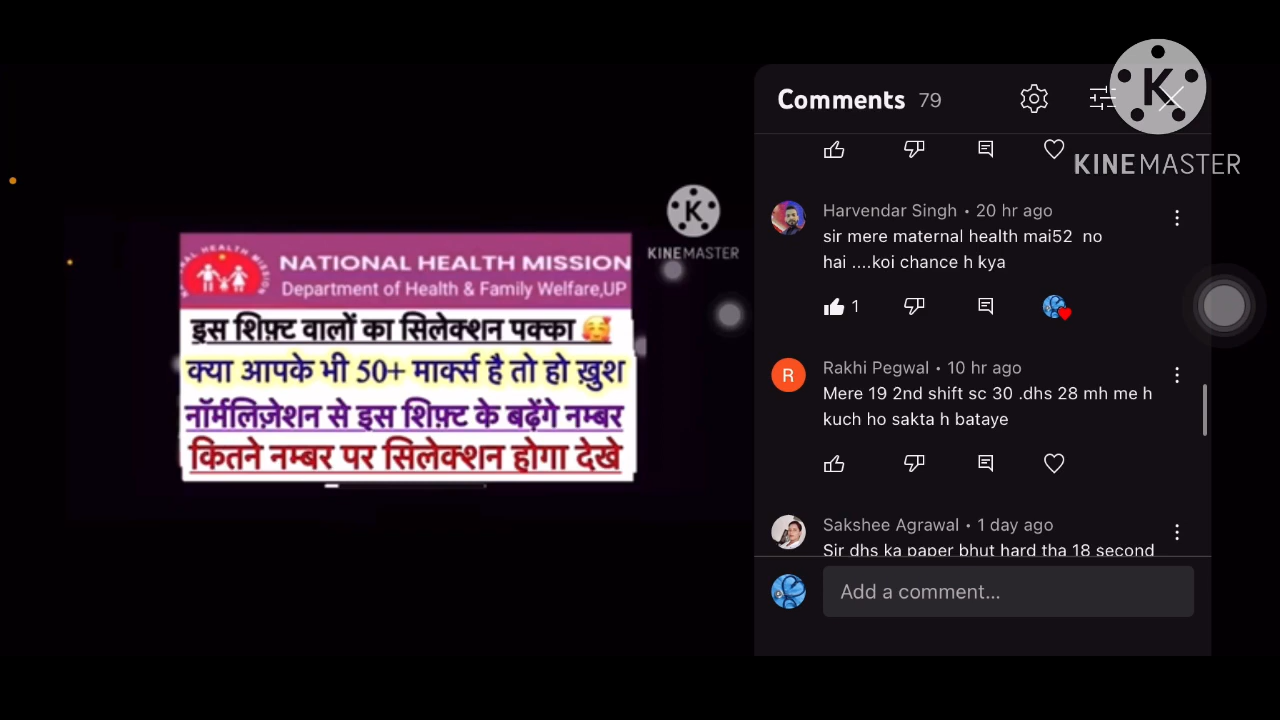 Comments 79
K
KINEMASTER
Harvendar Singh • 20 hr ago
sir mere maternal health mai52 no
hai ....koi chance h kya
1
R
Rakhi Pegwal • 10 hr ago
Mere 19 2nd shift sc 30 .dhs 28 mh me h
kuch ho sakta h bataye
Sakshee Agrawal • 1 day ago
Sir dhs ka paper bhut hard tha 18 second
Add a comment...
K
KINEMASTER
NATIONAL HEALTH MISSION
NATIONAL HEALTH MISSION
Department of Health & Family Welfare,UP
इस शिफ़्ट वालों का सिलेक्शन पक्का 🥰
क्या आपके भी 50+ मार्क्स है तो हो ख़ुश
नॉर्मलिज़ेशन से इस शिफ़्ट के बढ़ेंगे नम्बर
कितने नम्बर पर सिलेक्शन होगा देखे